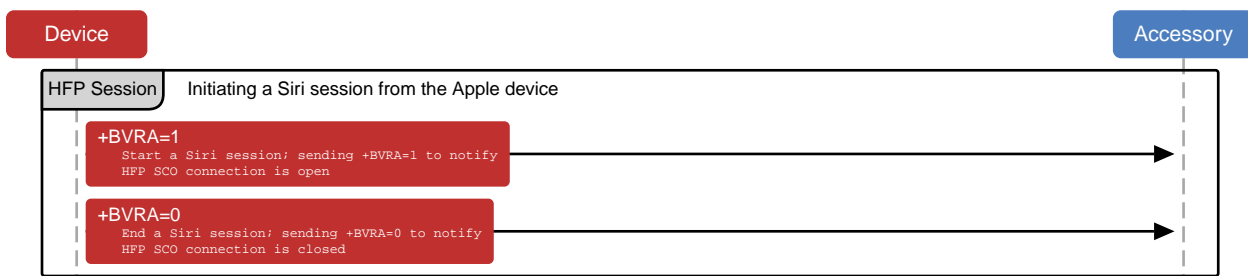 Device
Accessory
HFP Session
Initiating a Siri session from the Apple device
+BVRA=1
Start a Siri session; sending +BVRA=1 to notify
HFP SCO connection is open
+BVRA=0
End a Siri session; sending +BVRA=0 to notify
HFP SCO connection is closed